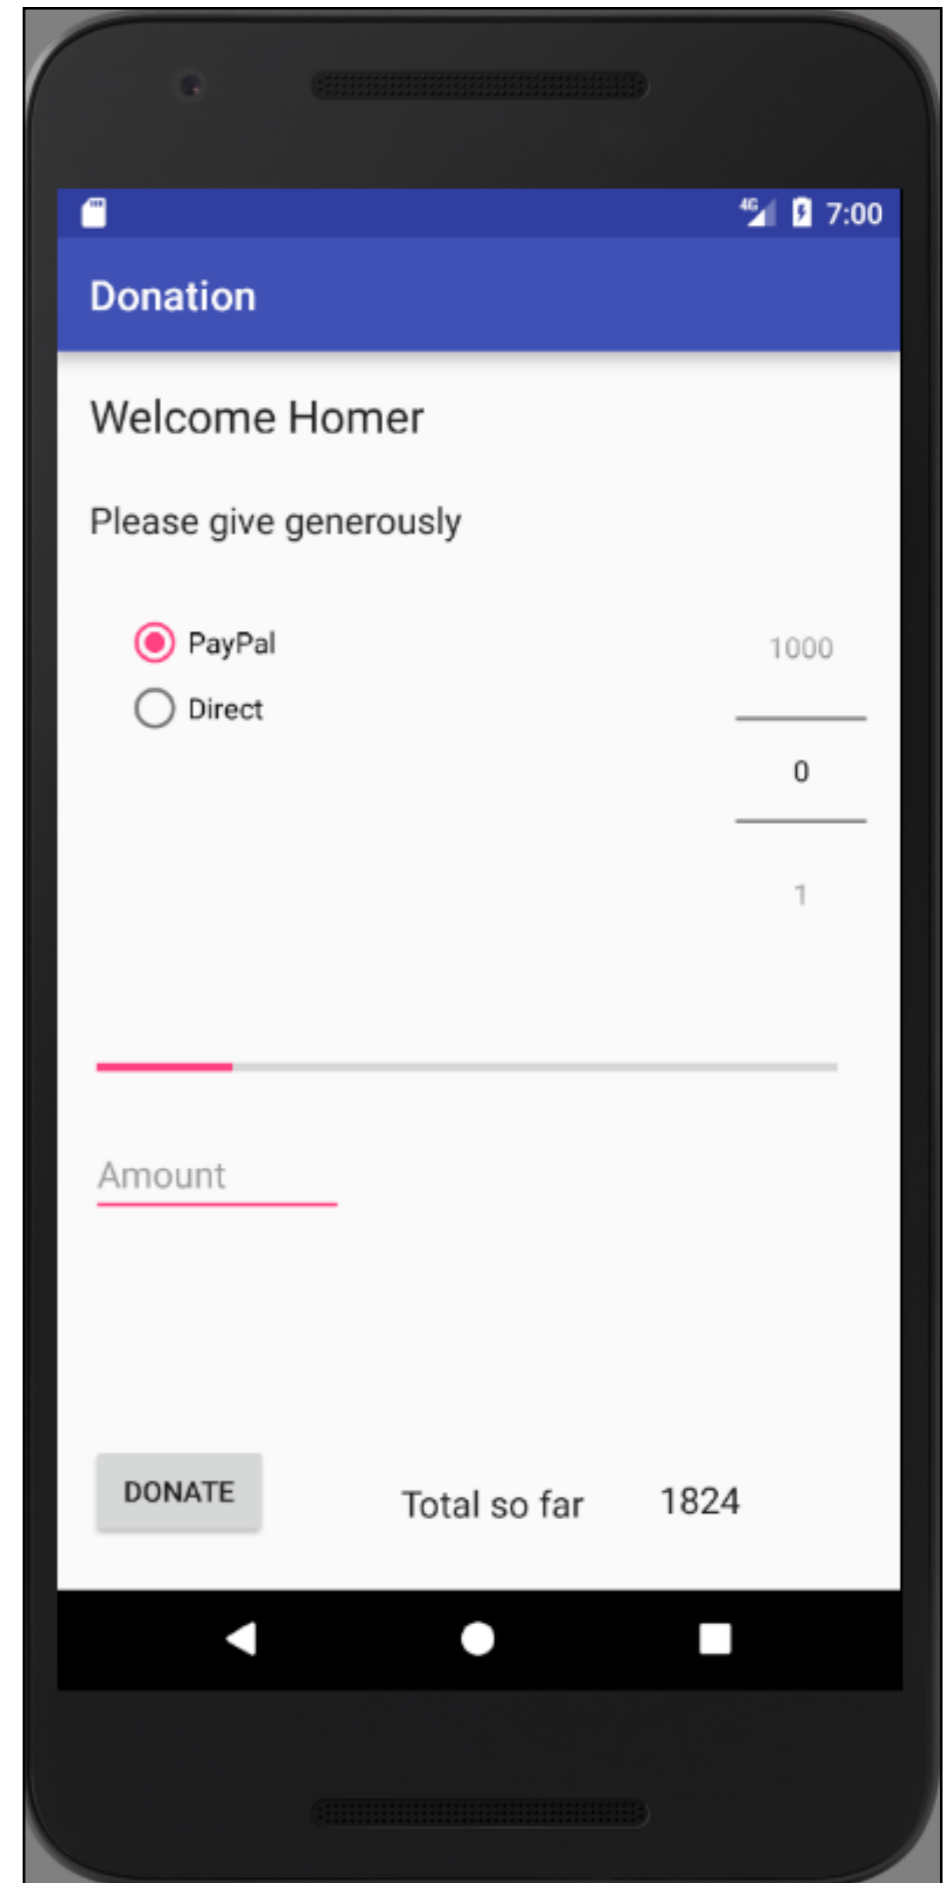 4G 7:00
Donation
Welcome Homer
Please give generously
PayPal
1000
Direct
0
1
Amount
DONATE
Total so far 1824